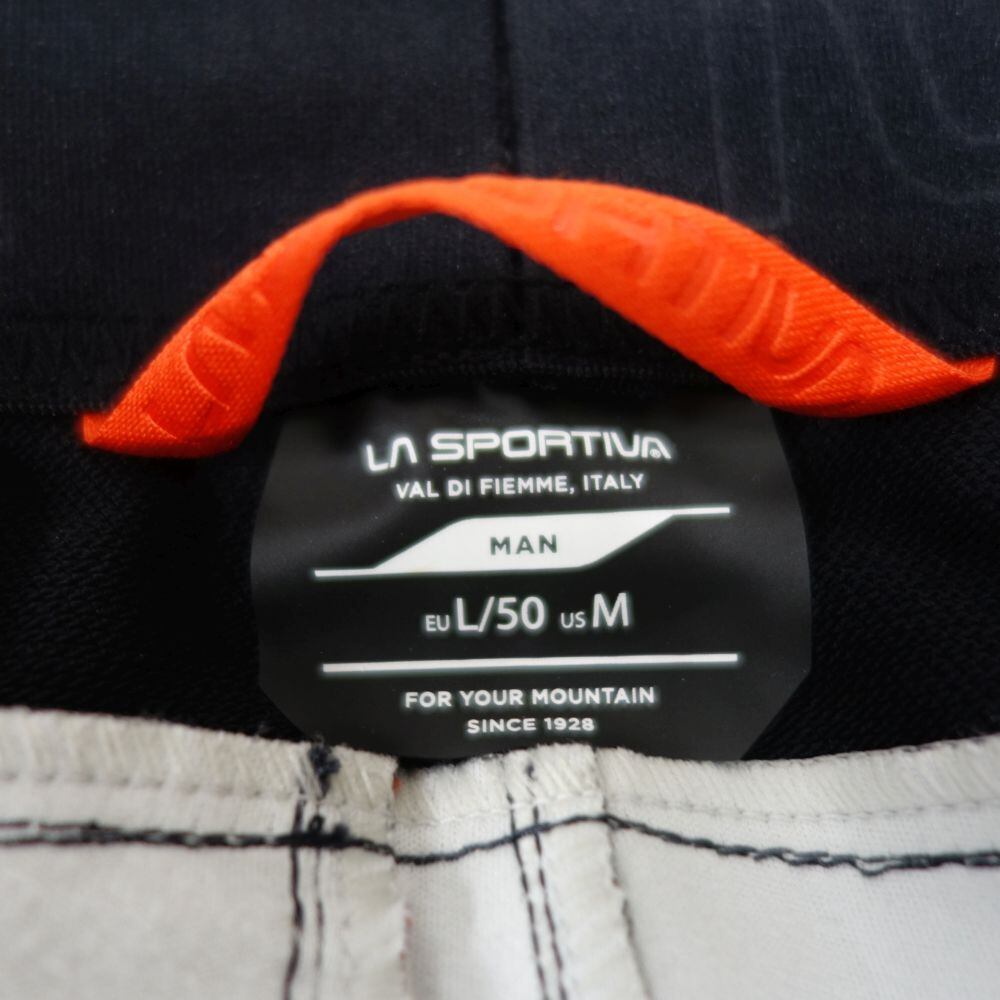 LA SPORTIVA
VAL DI FIEMME, ITALY
MAN
EU L/50 US M
FOR YOUR MOUNTAIN
SINCE 1928